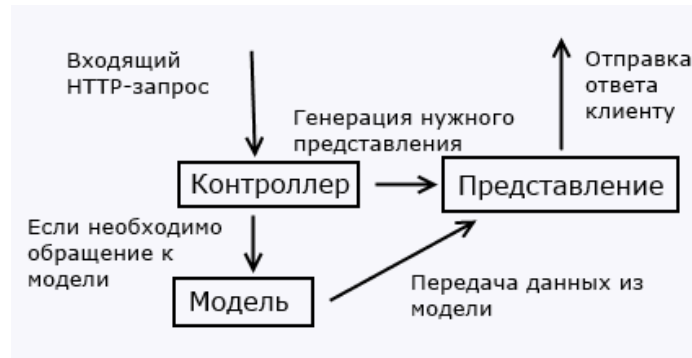 Входящий
HTTP-запрос
Отправка
ответа
клиенту
Генерация нужного
представления
Контроллер
Представление
Если необходимо
обращение к
модели
Модель
Передача данных из
модели